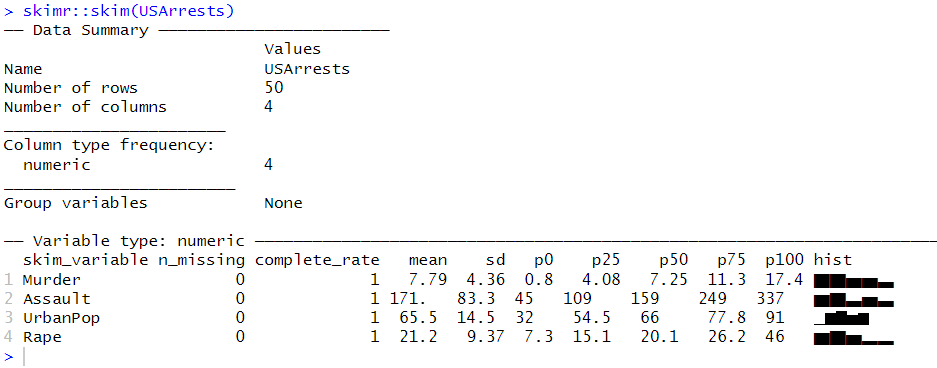 > skimr::skim(USArrests)
── Data Summary ────────────────────────
                           Values
Name                       USArrests
Number of rows             50
Number of columns          4
_______________________
Column type frequency:
  numeric                  4
________________________
Group variables            None

── Variable type: numeric ──────────────────────────────────────────────────────
  skim_variable n_missing complete_rate   mean    sd   p0   p25    p50   p75  p100 hist
1 Murder                0             1   7.79  4.36  0.8   4.08   7.25  11.3  17.4 ▇▇▅▅▃
2 Assault               0             1 171.   83.3  45   109    159    249   337   ▆▇▃▅▃
3 UrbanPop              0             1  65.5  14.5  32    54.5   66     77.8  91   ▁▆▇▅▆
4 Rape                  0             1  21.2   9.37  7.3  15.1   20.1   26.2  46   ▆▇▅▂▂
>